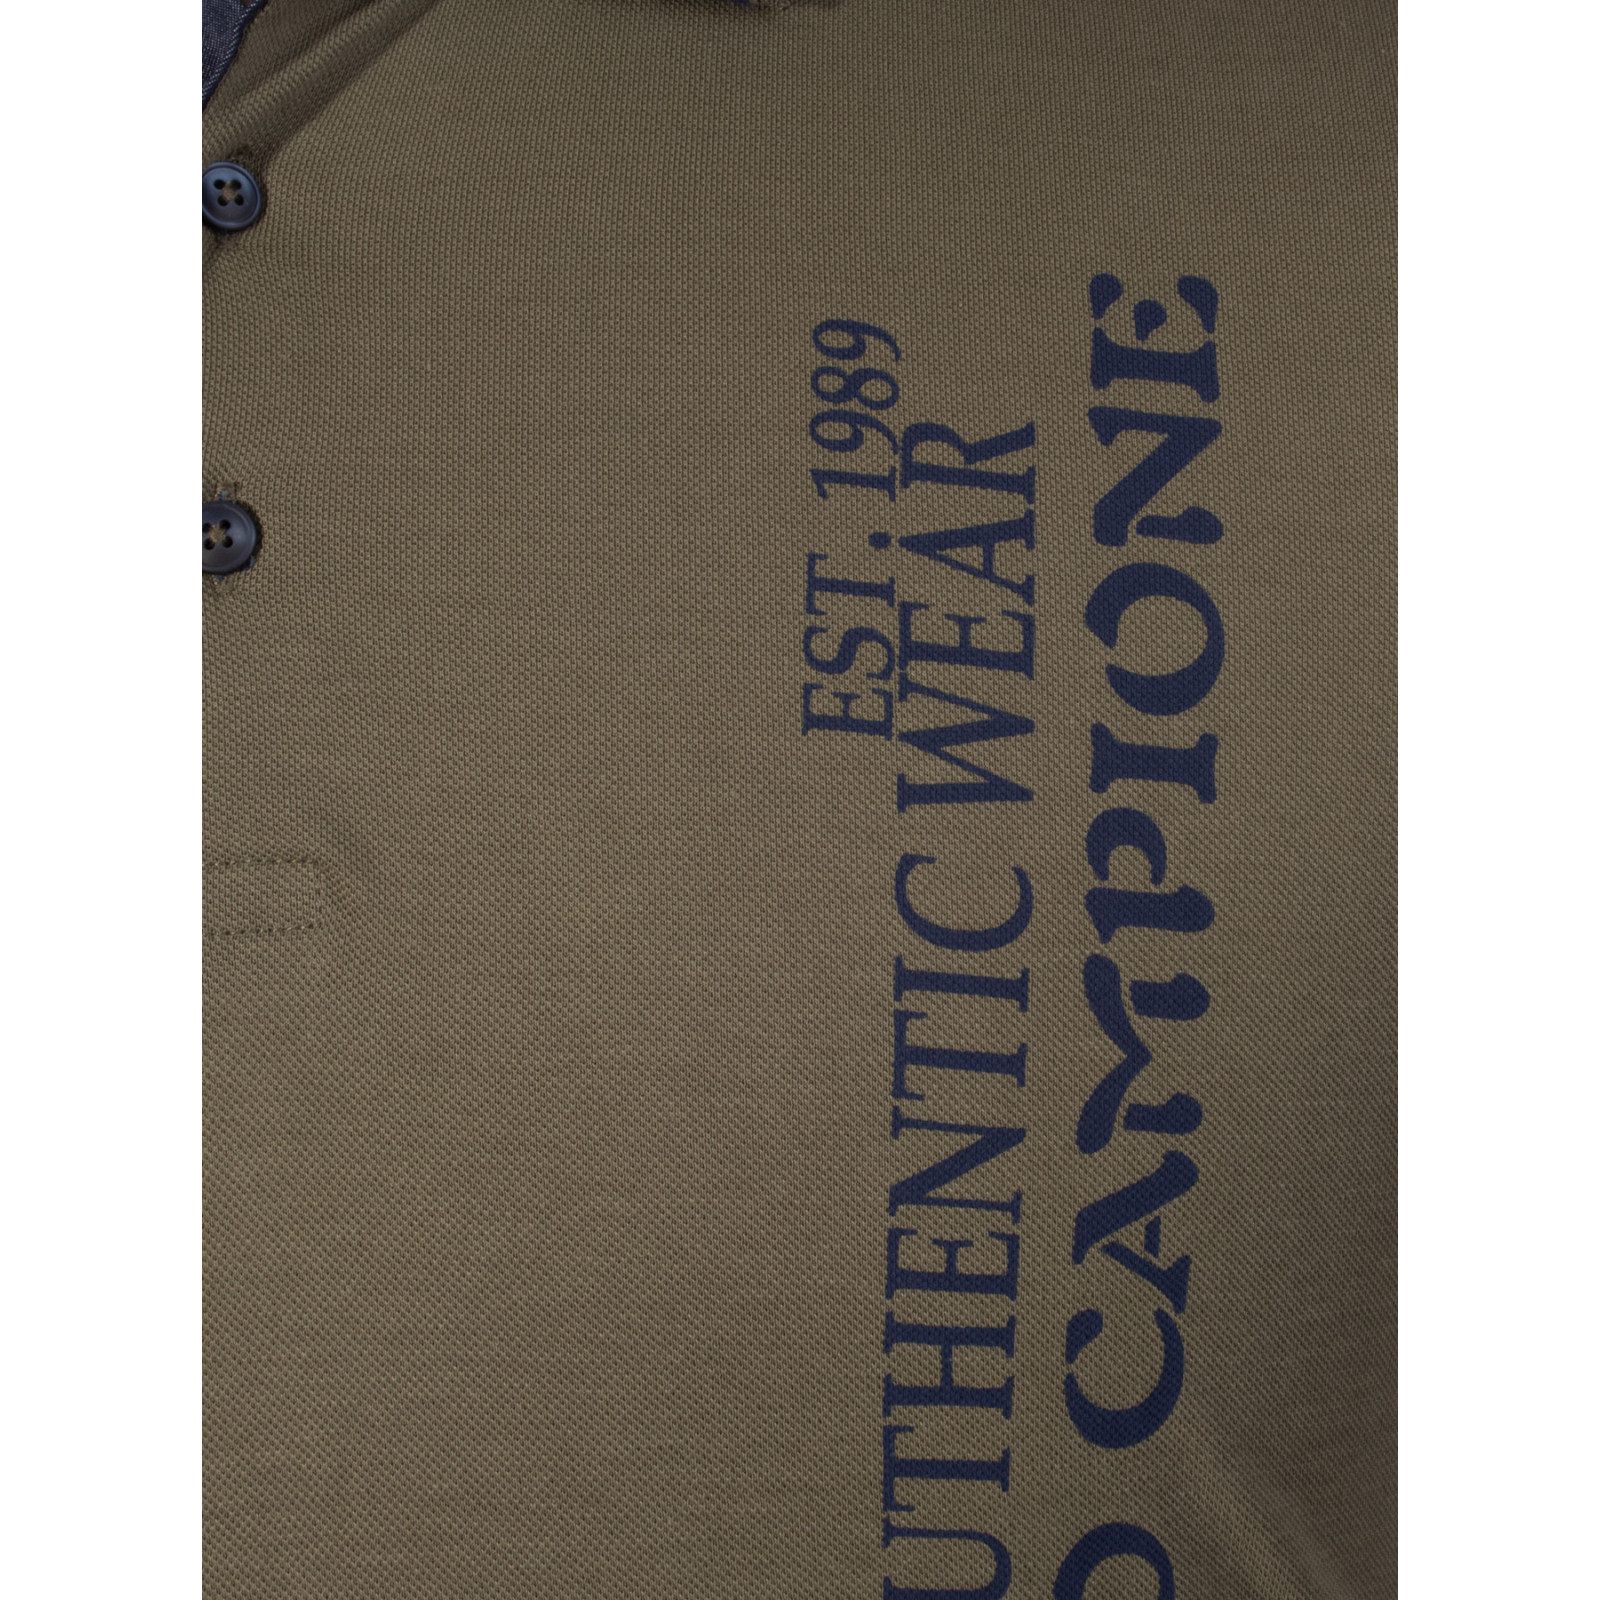 EST. 1989
UTHENTIC WEAR
O CAMPIONE